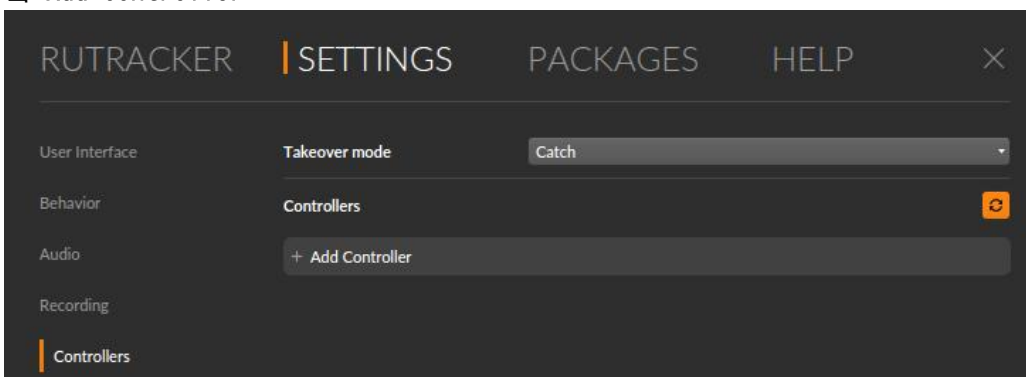 RUTRACKER SETTINGS PACKAGES HELP
User Interface Takeover mode Catch
Behavior Controllers
Audio + Add Controller
Recording
Controllers